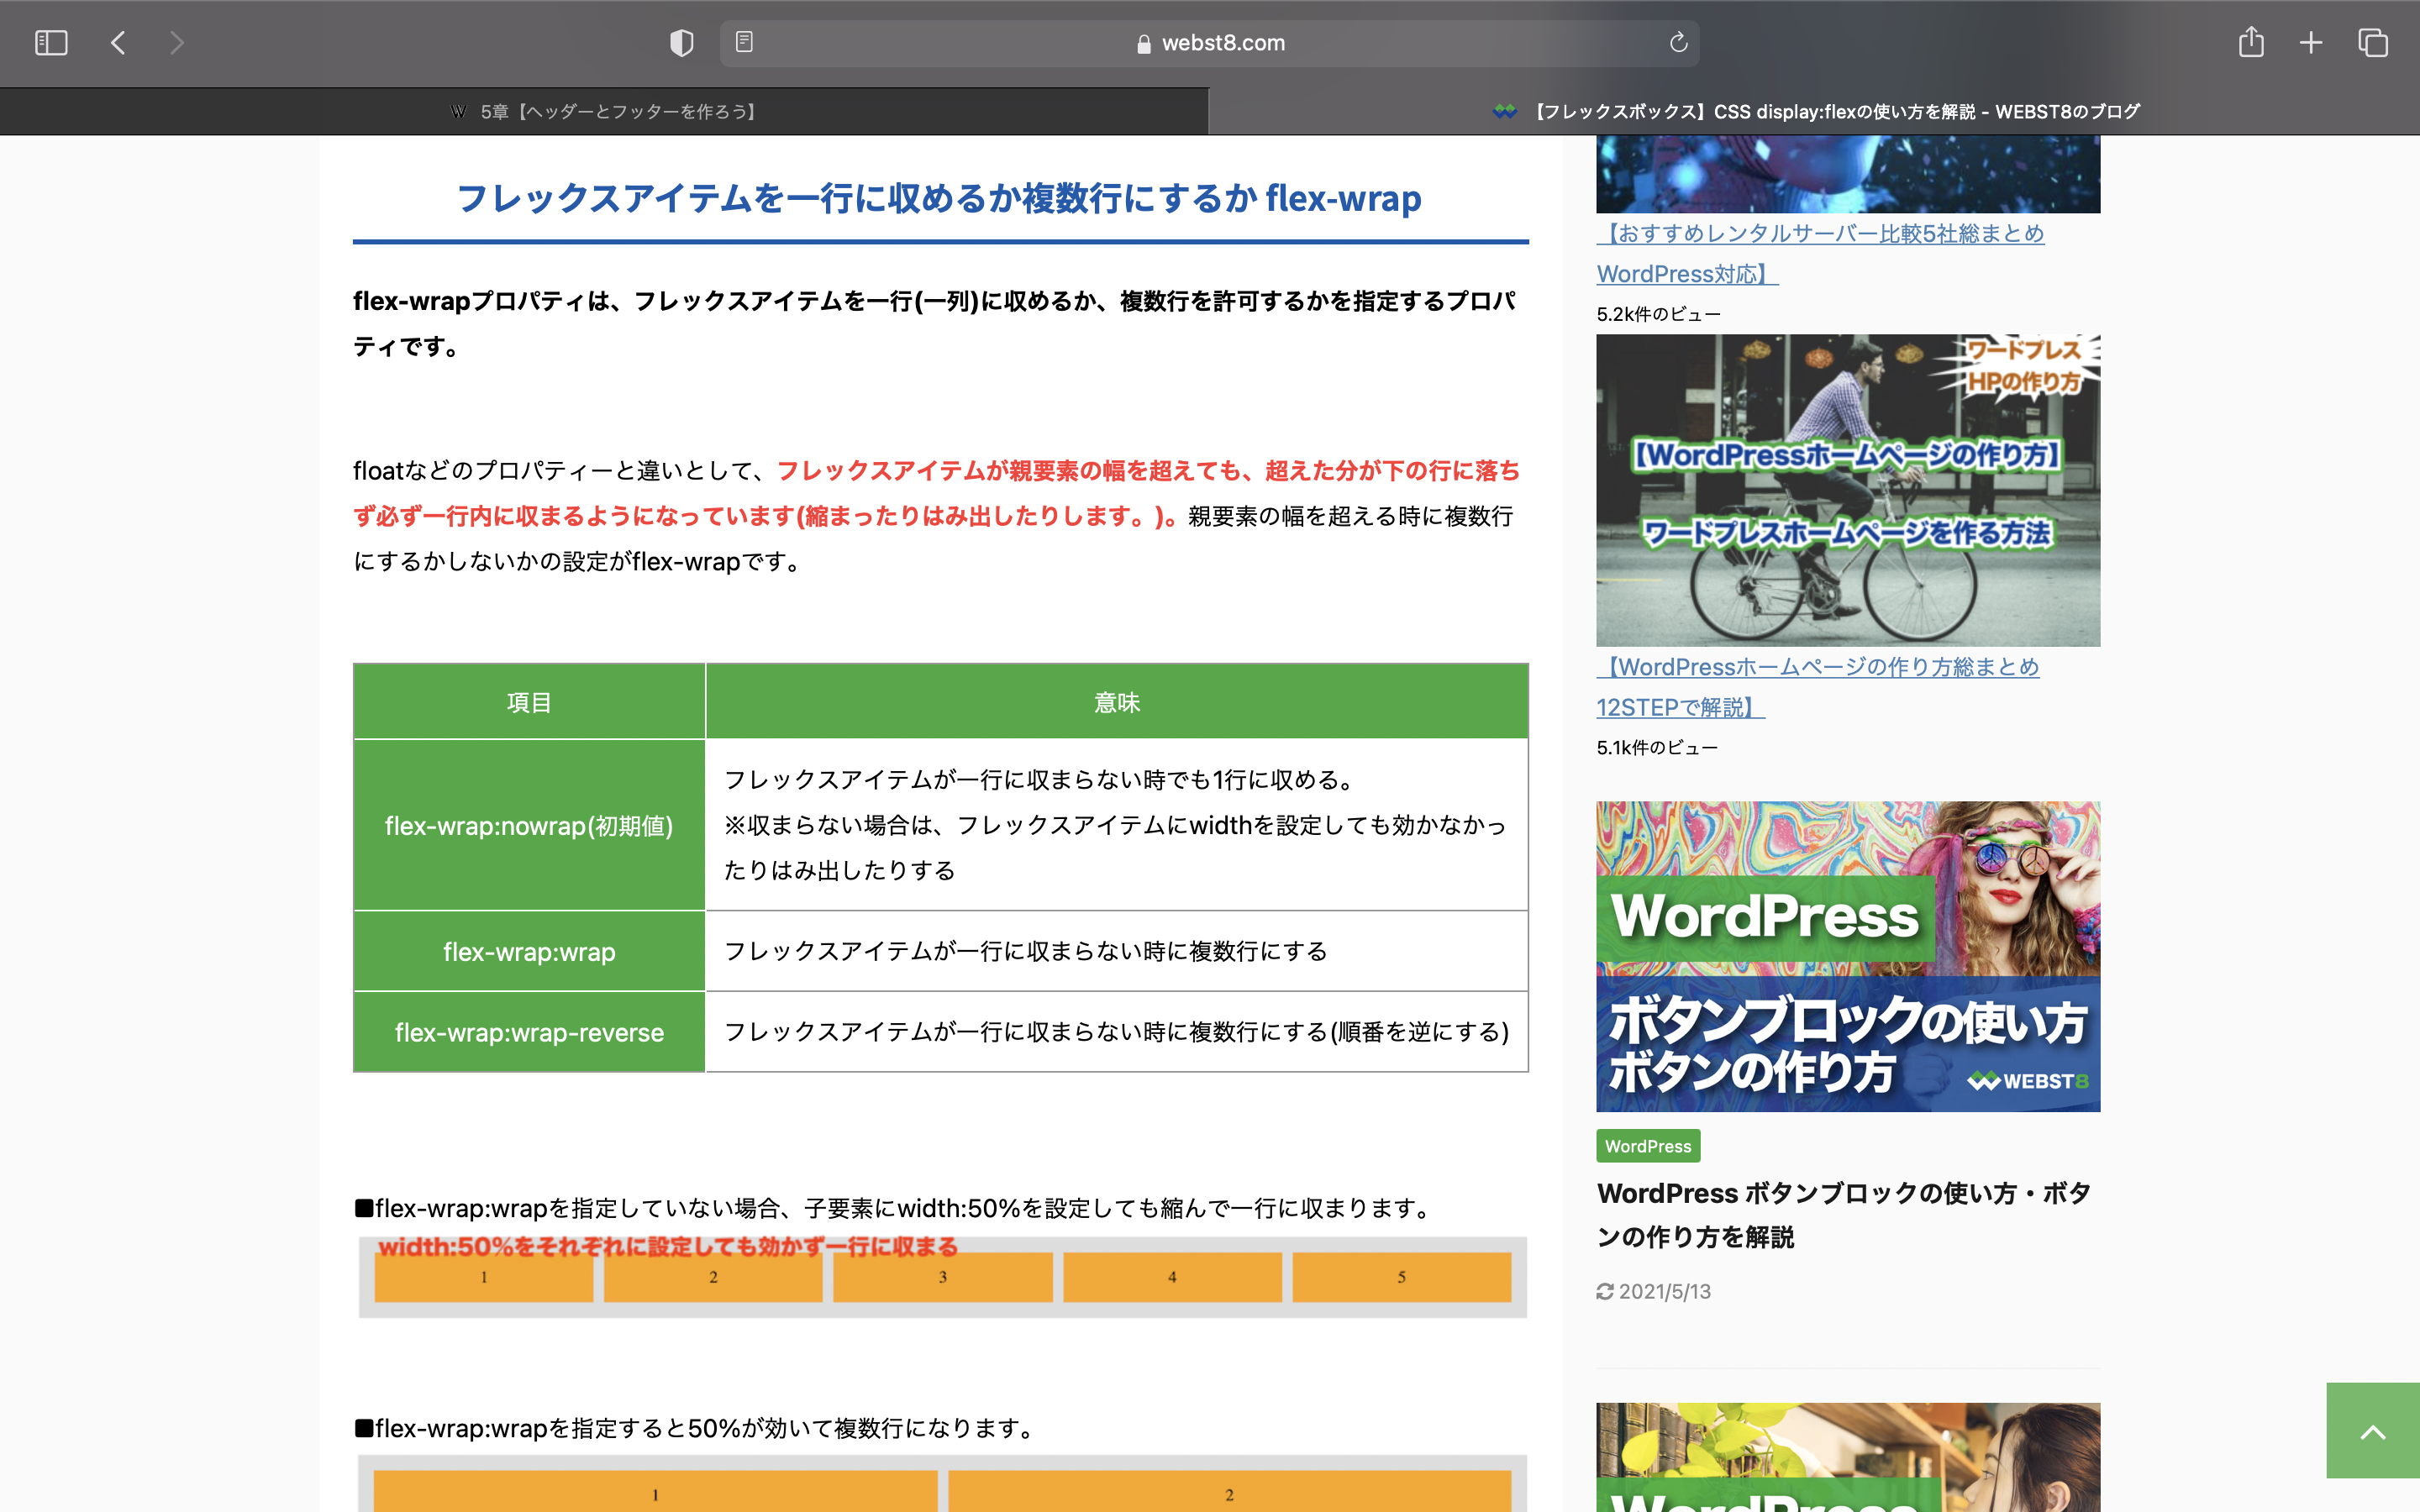 webst8.com
5章【ヘッダーとフッターを作ろう】
【フレックスボックス】CSS display:flexの使い方を解説 - WEBST8のブログ
フレックスアイテムを一行に収めるか複数行にするか flex-wrap
flex-wrapプロパティは、フレックスアイテムを一行(一列)に収めるか、複数行を許可するかを指定するプロパ
ティです。
floatなどのプロパティーと違いとして、フレックスアイテムが親要素の幅を超えても、超えた分が下の行に落ち
ず必ず一行内に収まるようになっています(縮まったりはみ出したりします。)。親要素の幅を超える時に複数行
にするかしないかの設定がflex-wrapです。
項目
意味
flex-wrap:nowrap(初期値)
フレックスアイテムが一行に収まらない時でも1行に収める。
※収まらない場合は、フレックスアイテムにwidthを設定しても効かなかっ
たりはみ出したりする
flex-wrap:wrap
フレックスアイテムが一行に収まらない時に複数行にする
flex-wrap:wrap-reverse
フレックスアイテムが一行に収まらない時に複数行にする(順番を逆にする)
■flex-wrap:wrapを指定していない場合、子要素にwidth:50%を設定しても縮んで一行に収まります。
width:50%をそれぞれに設定しても効かず一行に収まる
1
2
3
4
5
■flex-wrap:wrapを指定すると50%が効いて複数行になります。
1
2
【おすすめレンタルサーバー比較5社総まとめ
WordPress対応】
5.2k件のビュー
ワードプレス
HPの作り方
【WordPressホームページの作り方】
ワードプレスホームページを作る方法
【WordPressホームページの作り方総まとめ
12STEPで解説】
5.1k件のビュー
WordPress
ボタンブロックの使い方
ボタンの作り方
WEBST8
WordPress
WordPress ボタンブロックの使い方・ボタ
ンの作り方を解説
2021/5/13
WordPress